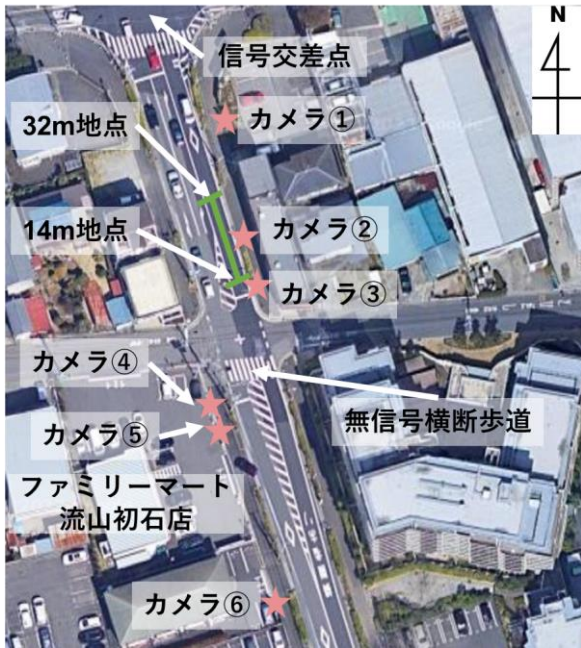 N
信号交差点
カメラ①
32m地点
14m地点
カメラ②
カメラ③
カメラ④
カメラ⑤
無信号横断歩道
ファミリーマート
流山初石店
カメラ⑥